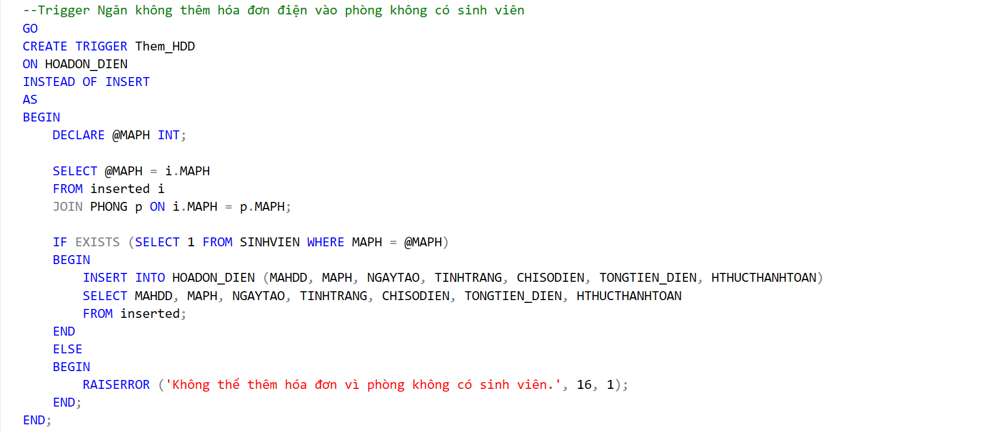 --Trigger Ngăn không thêm hóa đơn điện vào phòng không có sinh viên
GO
CREATE TRIGGER Them_HDD
ON HOADON_DIEN
INSTEAD OF INSERT
AS
BEGIN
    DECLARE @MAPH INT;

    SELECT @MAPH = i.MAPH
    FROM inserted i
    JOIN PHONG p ON i.MAPH = p.MAPH;

    IF EXISTS (SELECT 1 FROM SINHVIEN WHERE MAPH = @MAPH)
    BEGIN
        INSERT INTO HOADON_DIEN (MAHDD, MAPH, NGAYTAO, TINHTRANG, CHISODIEN, TONGTIEN_DIEN, HTHUCTHANHTOAN)
        SELECT MAHDD, MAPH, NGAYTAO, TINHTRANG, CHISODIEN, TONGTIEN_DIEN, HTHUCTHANHTOAN
        FROM inserted;
    END
    ELSE
    BEGIN
        RAISERROR ('Không thể thêm hóa đơn vì phòng không có sinh viên.', 16, 1);
    END;
END;